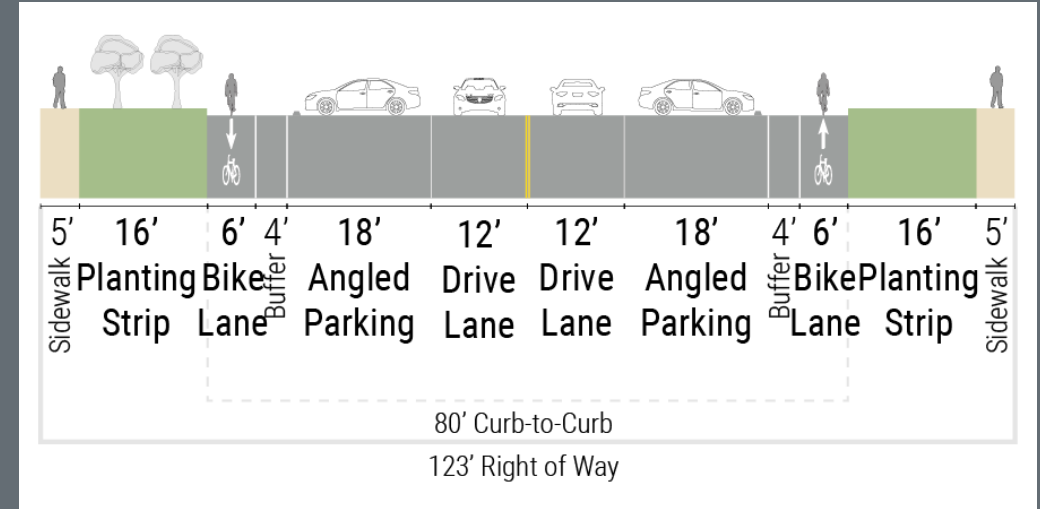 5’ 16’ 6’ 4’ 18’ 12’ 12’ 18’ 4’ 6’ 16’ 5’
Sidewalk
Planting Strip
Bike Lane
Buffer
Angled Parking
Drive Lane
Drive Lane
Angled Parking
Buffer
Bike Lane
Planting Strip
Sidewalk
80’ Curb-to-Curb
123’ Right of Way